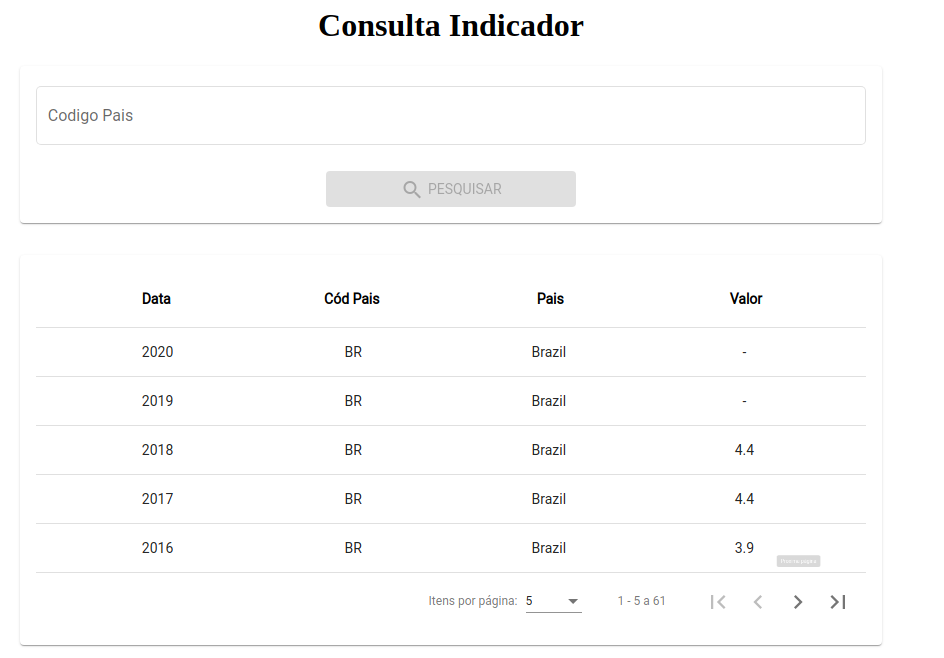 Consulta Indicador
Codigo Pais
PESQUISAR
Data Cód Pais Pais Valor
2020 BR Brazil -
2019 BR Brazil -
2018 BR Brazil 4.4
2017 BR Brazil 4.4
2016 BR Brazil 3.9
Itens por página: 5 1 - 5 a 61